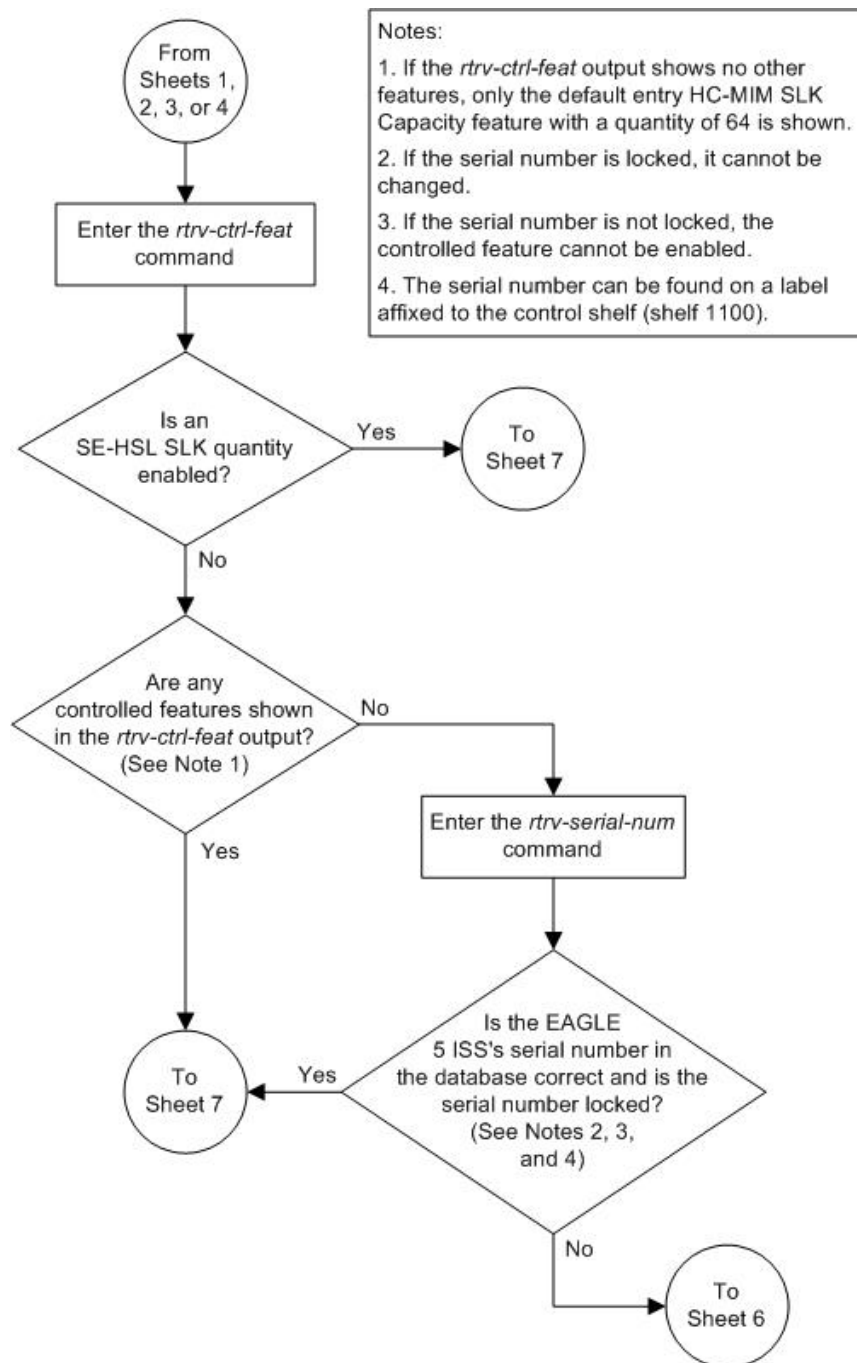 From
Sheets 1,
2, 3, or 4
Notes:
1. If the rtrv-ctrl-feat output shows no other
features, only the default entry HC-MIM SLK
Capacity feature with a quantity of 64 is shown.
2. If the serial number is locked, it cannot be
changed.
3. If the serial number is not locked, the
controlled feature cannot be enabled.
4. The serial number can be found on a label
affixed to the control shelf (shelf 1100).
Enter the rtrv-ctrl-feat
command
Is an
SE-HSL SLK quantity
enabled?
Yes
To
Sheet 7
No
Are any
controlled features shown
in the rtrv-ctrl-feat output?
(See Note 1)
No
Yes
Enter the rtrv-serial-num
command
Is the EAGLE
5 ISS's serial number in
the database correct and is the
serial number locked?
(See Notes 2, 3,
and 4)
Yes
To
Sheet 7
No
To
Sheet 6